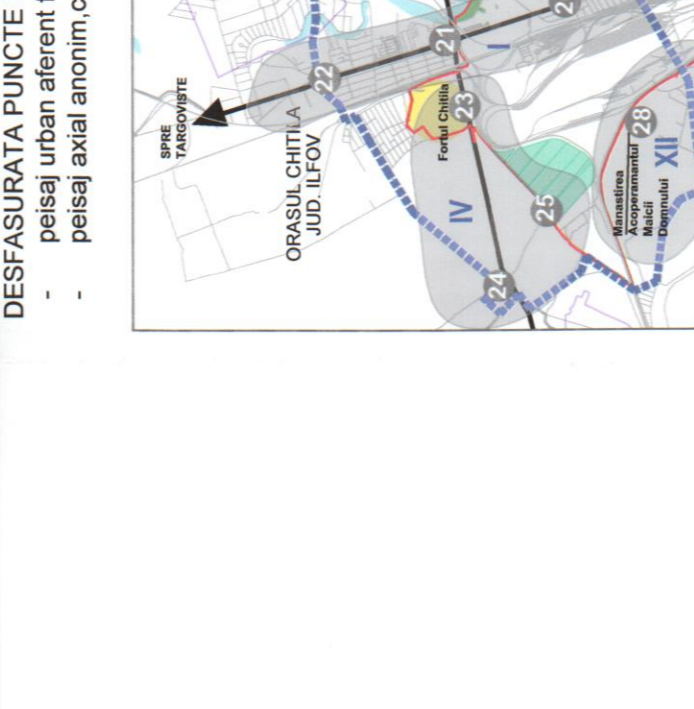 DESFASURATA PUNCTE
- peisaj urban aferent
- peisaj axial anonim,
SPRE
TARGOVISTE
ORASUL CHITILA
JUD. ILFOV
22
21
I
Fortul Chitila
23
IV
24
25
28
Manastirea
Acoperamantul
Maicii
Domnului
XII